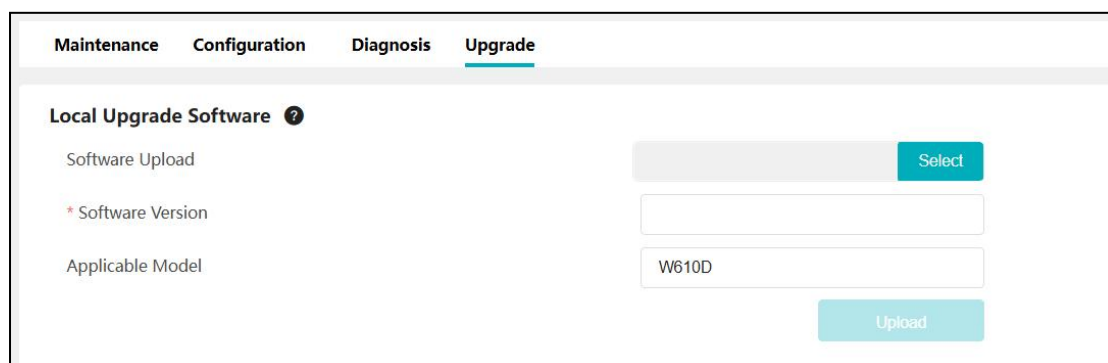 Maintenance Configuration Diagnosis Upgrade
Local Upgrade Software ?
Software Upload Select
* Software Version
Applicable Model W610D
Upload